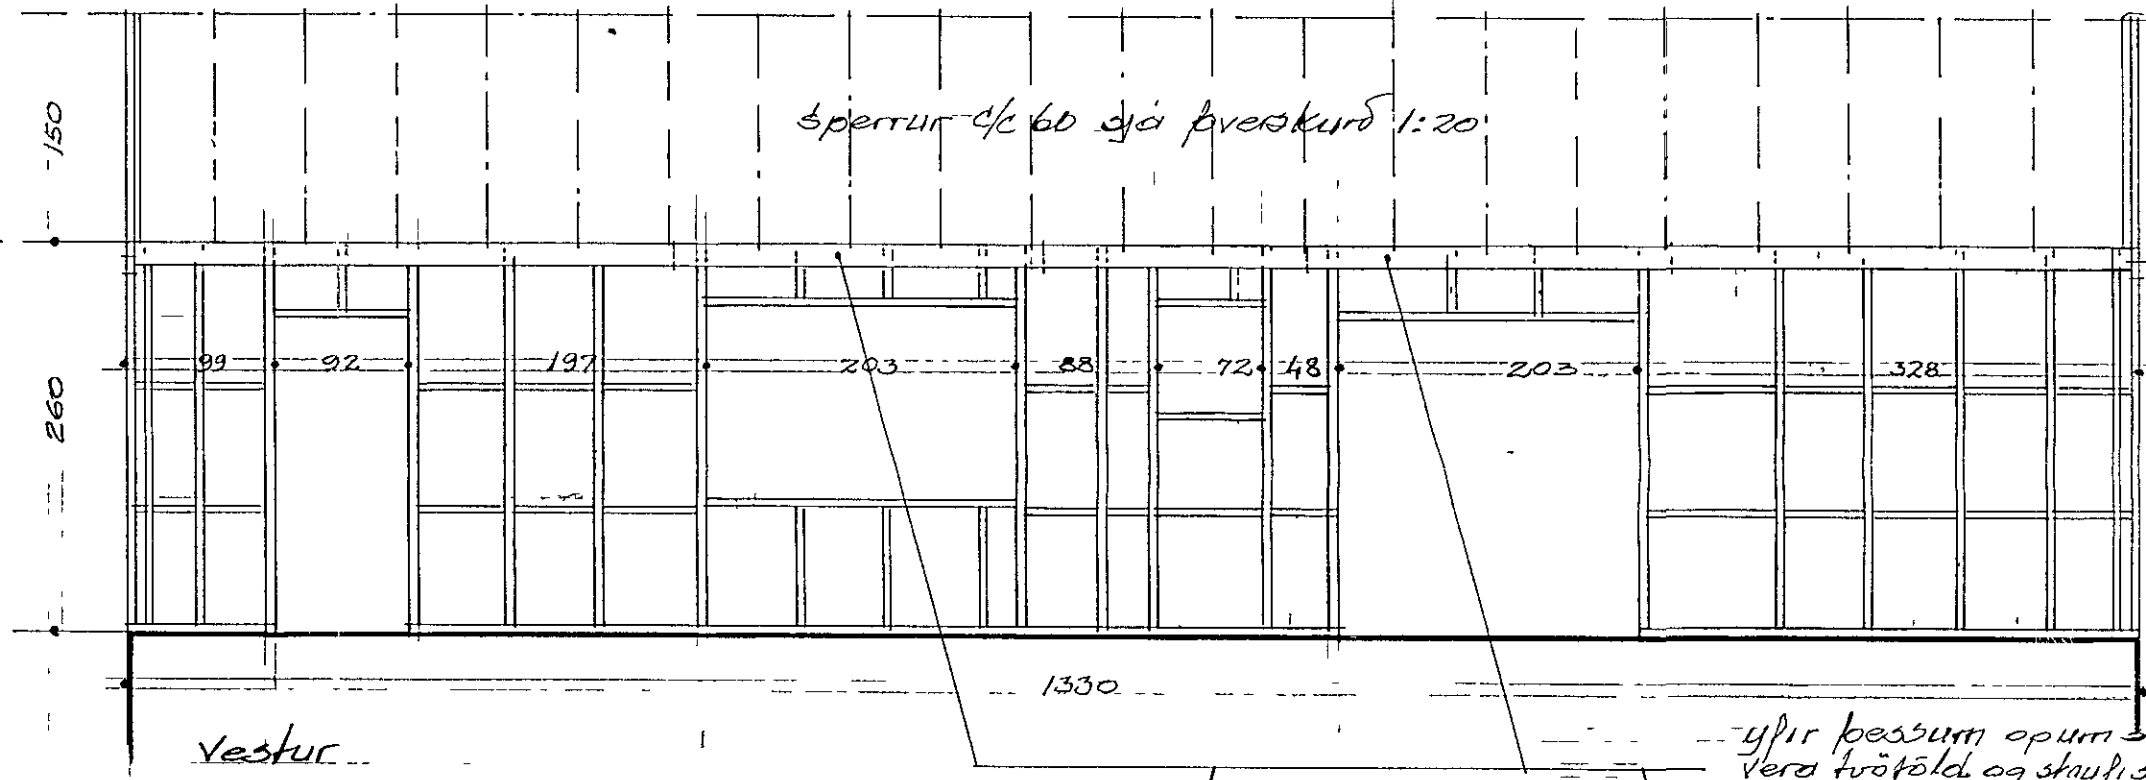 150
sperrur c/c 60 sjá þverskurð 1:20
260
99 92 197 203 88 72 48 203 328
1330
Vestur
yfir þessum opum
vera tvöföld og